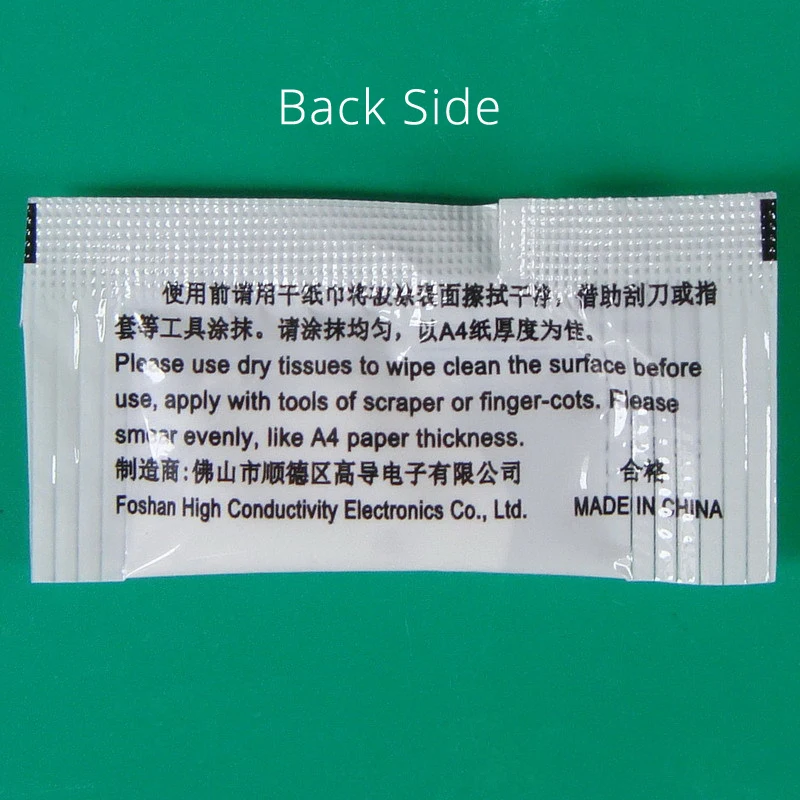 Back Side
使用前请用干纸巾将被涂表面擦拭干净，借助刮刀或指
套等工具涂抹。请涂抹均匀，以A4纸厚度为佳。
Please use dry tissues to wipe clean the surface before
use, apply with tools of scraper or finger-cots. Please
smear evenly, like A4 paper thickness.
制造商:佛山市顺德区高导电子有限公司 合格
Foshan High Conductivity Electronics Co., Ltd. MADE IN CHINA